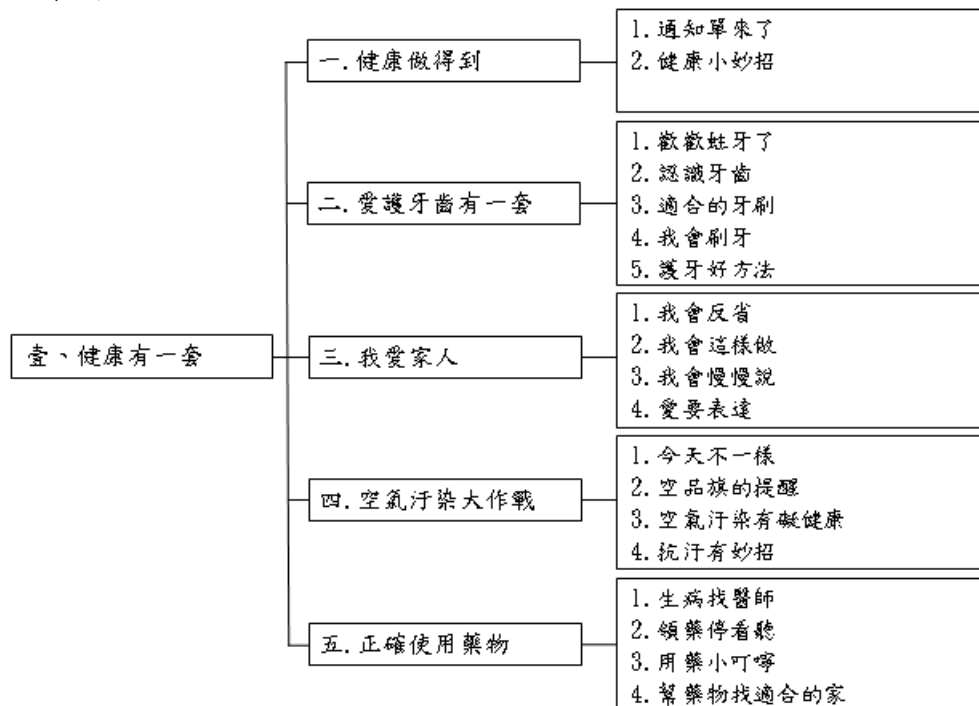 壹、健康有一套
一.健康做得到
1.通知單來了
2.健康小妙招
二.愛護牙齒有一套
1.歡歡蛀牙了
2.認識牙齒
3.適合的牙刷
4.我會刷牙
5.護牙好方法
三.我愛家人
1.我會反省
2.我會這樣做
3.我會慢慢說
4.愛要表達
四.空氣汙染大作戰
1.今天不一樣
2.空品旗的提醒
3.空氣汙染有礙健康
4.抗汙有妙招
五.正確使用藥物
1.生病找醫師
2.領藥停看聽
3.用藥小叮嚀
4.幫藥物找適合的家